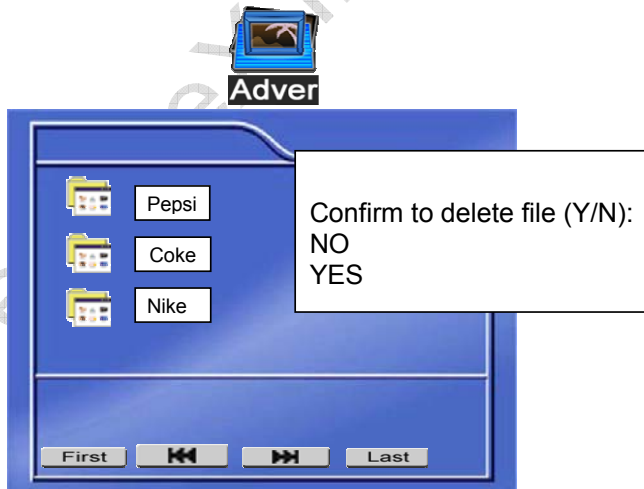 Adver
Pepsi
Coke
Nike
Confirm to delete file (Y/N):
NO
YES
First
Last